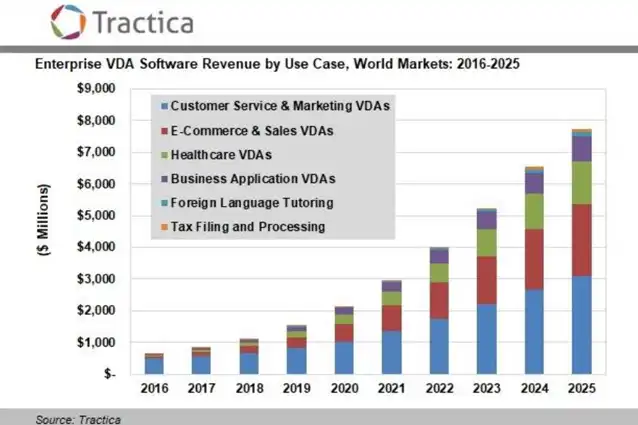 Tractica
Enterprise VDA Software Revenue by Use Case, World Markets: 2016-2025
$9,000
$8,000
$7,000
$6,000
$5,000
$4,000
$3,000
$2,000
$1,000
$-
($ Millions)
Customer Service & Marketing VDAs
E-Commerce & Sales VDAs
Healthcare VDAs
Business Application VDAs
Foreign Language Tutoring
Tax Filing and Processing
2016 2017 2018 2019 2020 2021 2022 2023 2024 2025
Source: Tractica